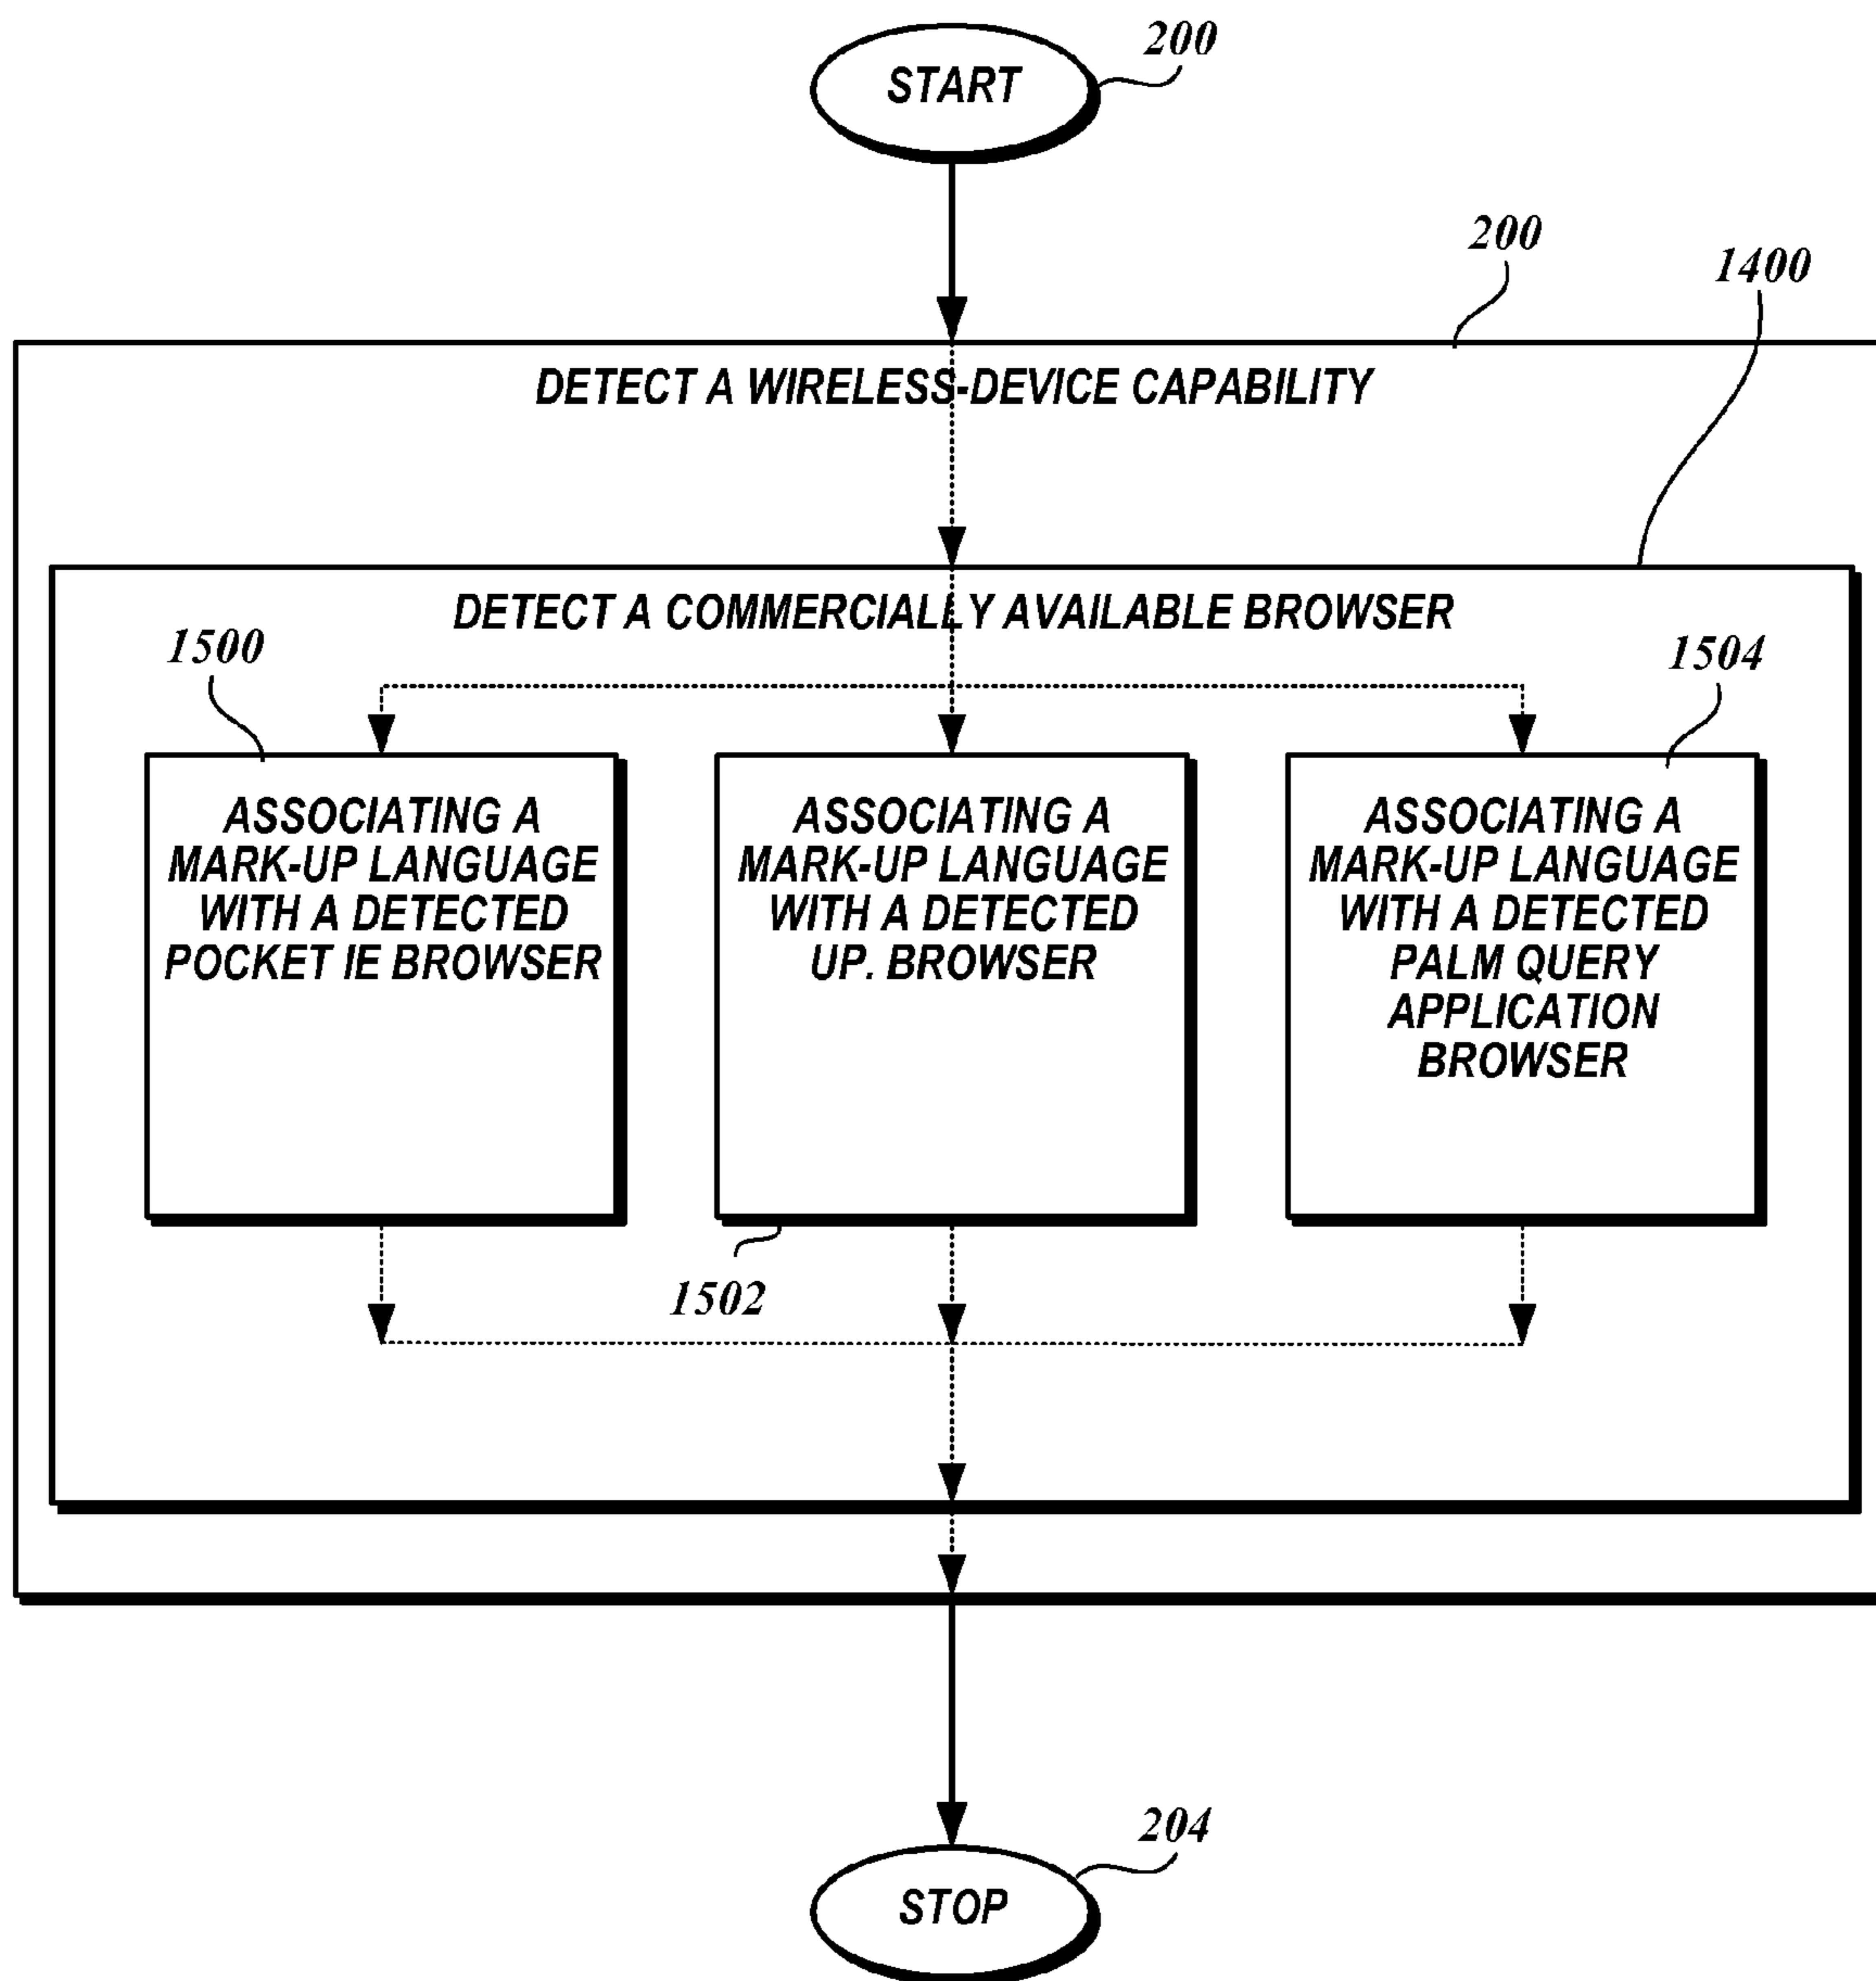 200
START
200
1400
DETECT A WIRELESS-DEVICE CAPABILITY
DETECT A COMMERCIALLY AVAILABLE BROWSER
1500
1504
ASSOCIATING A
MARK-UP LANGUAGE
WITH A DETECTED
POCKET IE BROWSER
ASSOCIATING A
MARK-UP LANGUAGE
WITH A DETECTED
UP. BROWSER
ASSOCIATING A
MARK-UP LANGUAGE
WITH A DETECTED
PALM QUERY
APPLICATION
BROWSER
1502
204
STOP